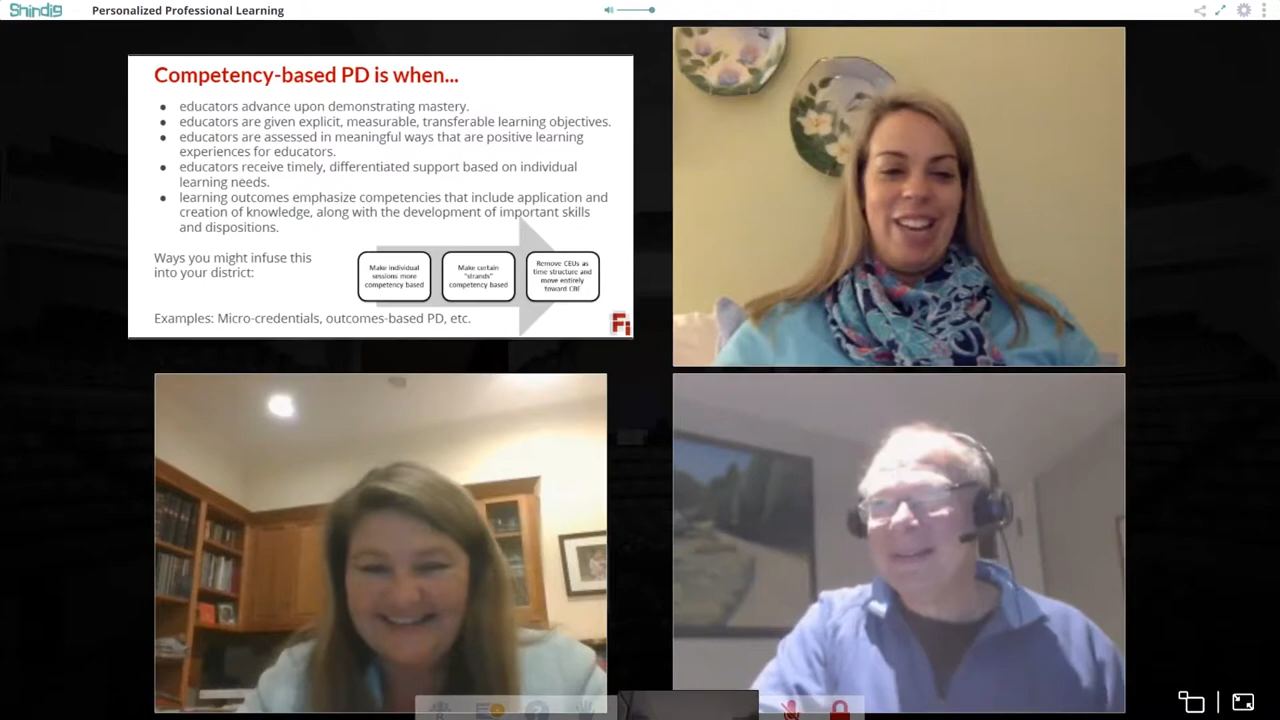 Shindig
Personalized Professional Learning
Competency-based PD is when...
● educators advance upon demonstrating mastery.
● educators are given explicit, measurable, transferable learning objectives.
● educators are assessed in meaningful ways that are positive learning
experiences for educators.
● educators receive timely, differentiated support based on individual
learning needs.
● learning outcomes emphasize competencies that include application and
creation of knowledge, along with the development of important skills
and dispositions.
Ways you might infuse this
into your district:
Make individual
sessions more
competency based
Make certain
"strands"
competency based
Remove CEUs as
time structure and
move entirely
toward CBE
Examples: Micro-credentials, outcomes-based PD, etc.
Fi